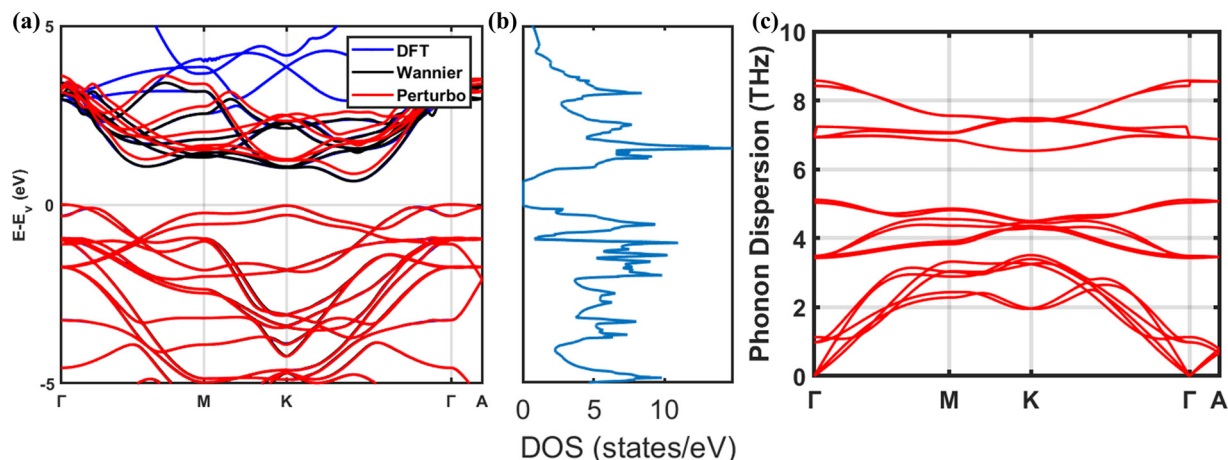 (a)
5
DFT
Wannier
Perturbo
0
-5
E-Eᵥ (eV)
Γ
M
K
Γ
A
(b)
0
5
10
DOS (states/eV)
(c)
10
8
6
4
2
0
Phonon Dispersion (THz)
Γ
M
K
Γ
A